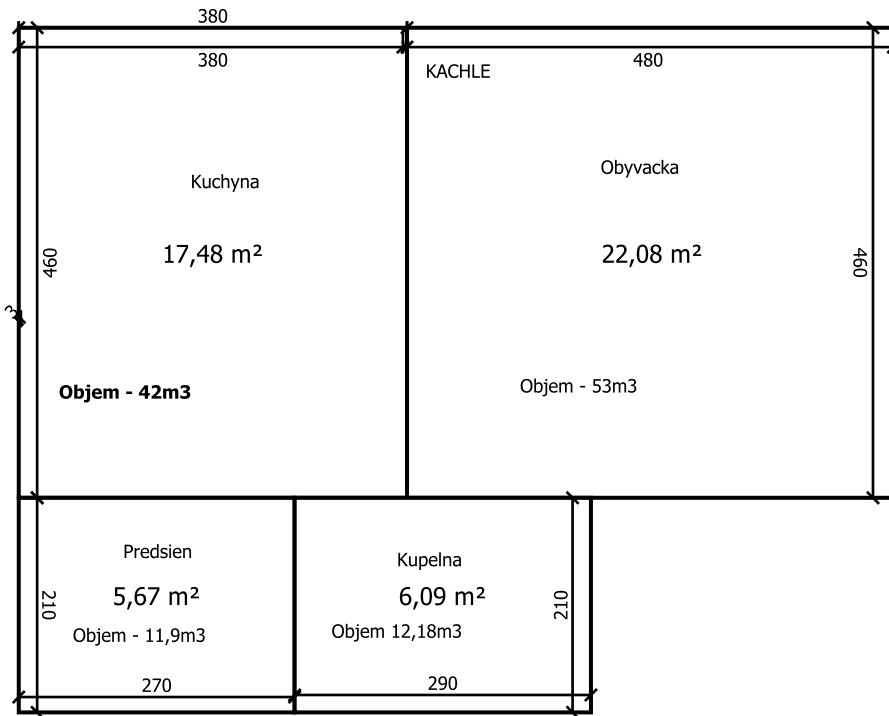 380
380
480
KACHLE
Kuchyna
Obyvacka
17,48 m²
22,08 m²
460
460
3
Objem - 42m3
Objem - 53m3
Predsien
Kupelna
5,67 m²
6,09 m²
210
210
Objem - 11,9m3
Objem 12,18m3
270
290